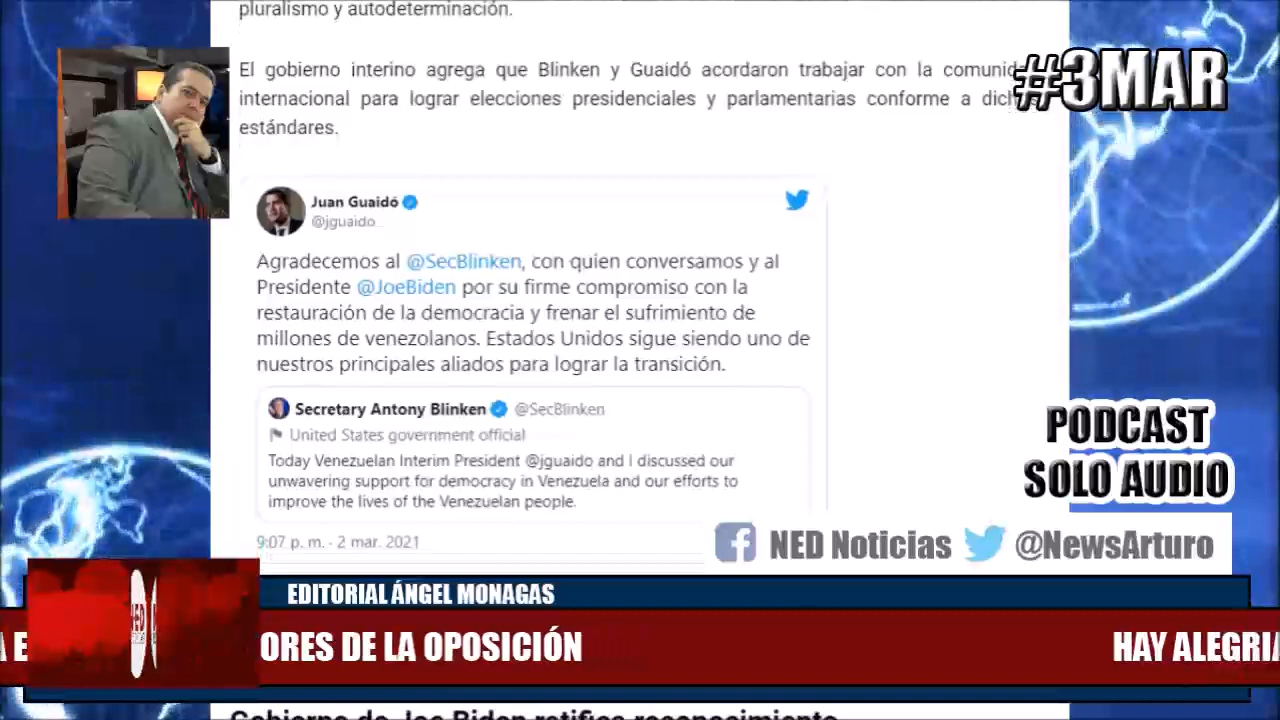 pluralismo y autodeterminación.
El gobierno interino agrega que Blinken y Guaidó acordaron trabajar con la
internacional para lograr elecciones presidenciales y parlamentarias conforme a
estándares.
#3MAR
Juan Guaidó
@jguaido
Agradecemos al @SecBlinken, con quien conversamos y al
Presidente @JoeBiden por su firme compromiso con la
restauración de la democracia y frenar el sufrimiento de
millones de venezolanos. Estados Unidos sigue siendo uno de
nuestros principales aliados para lograr la transición.
Secretary Antony Blinken @SecBlinken
United States government official
Today Venezuelan Interim President @jguaido and I discussed our
unwavering support for democracy in Venezuela and our efforts to
improve the lives of the Venezuelan people.
9:07 p. m. - 2 mar. 2021
PODCAST
SOLO AUDIO
NED Noticias @NewsArturo
EDITORIAL ÁNGEL MONAGAS
ORES DE LA OPOSICIÓN HAY ALEGRIA
Gobierno de Joe Biden ratifica reconocimiento